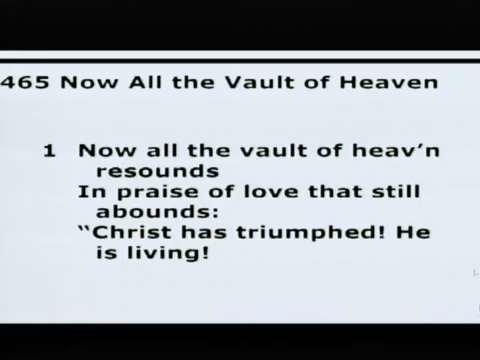 465 Now All the Vault of Heaven
1 Now all the vault of heav’n
resounds
In praise of love that still
abounds:
“Christ has triumphed! He
is living!